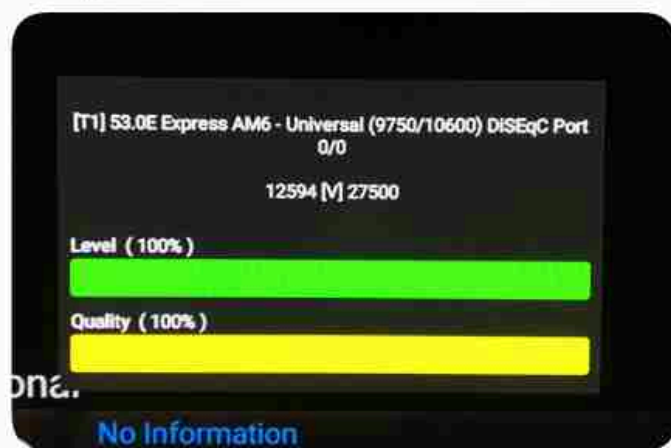 [T1] 53.0E Express AM6 - Universal (9750/10600) DiSEqC Port
0/0
12594 [V] 27500
Level ( 100% )
Quality ( 100% )
onal
No Information